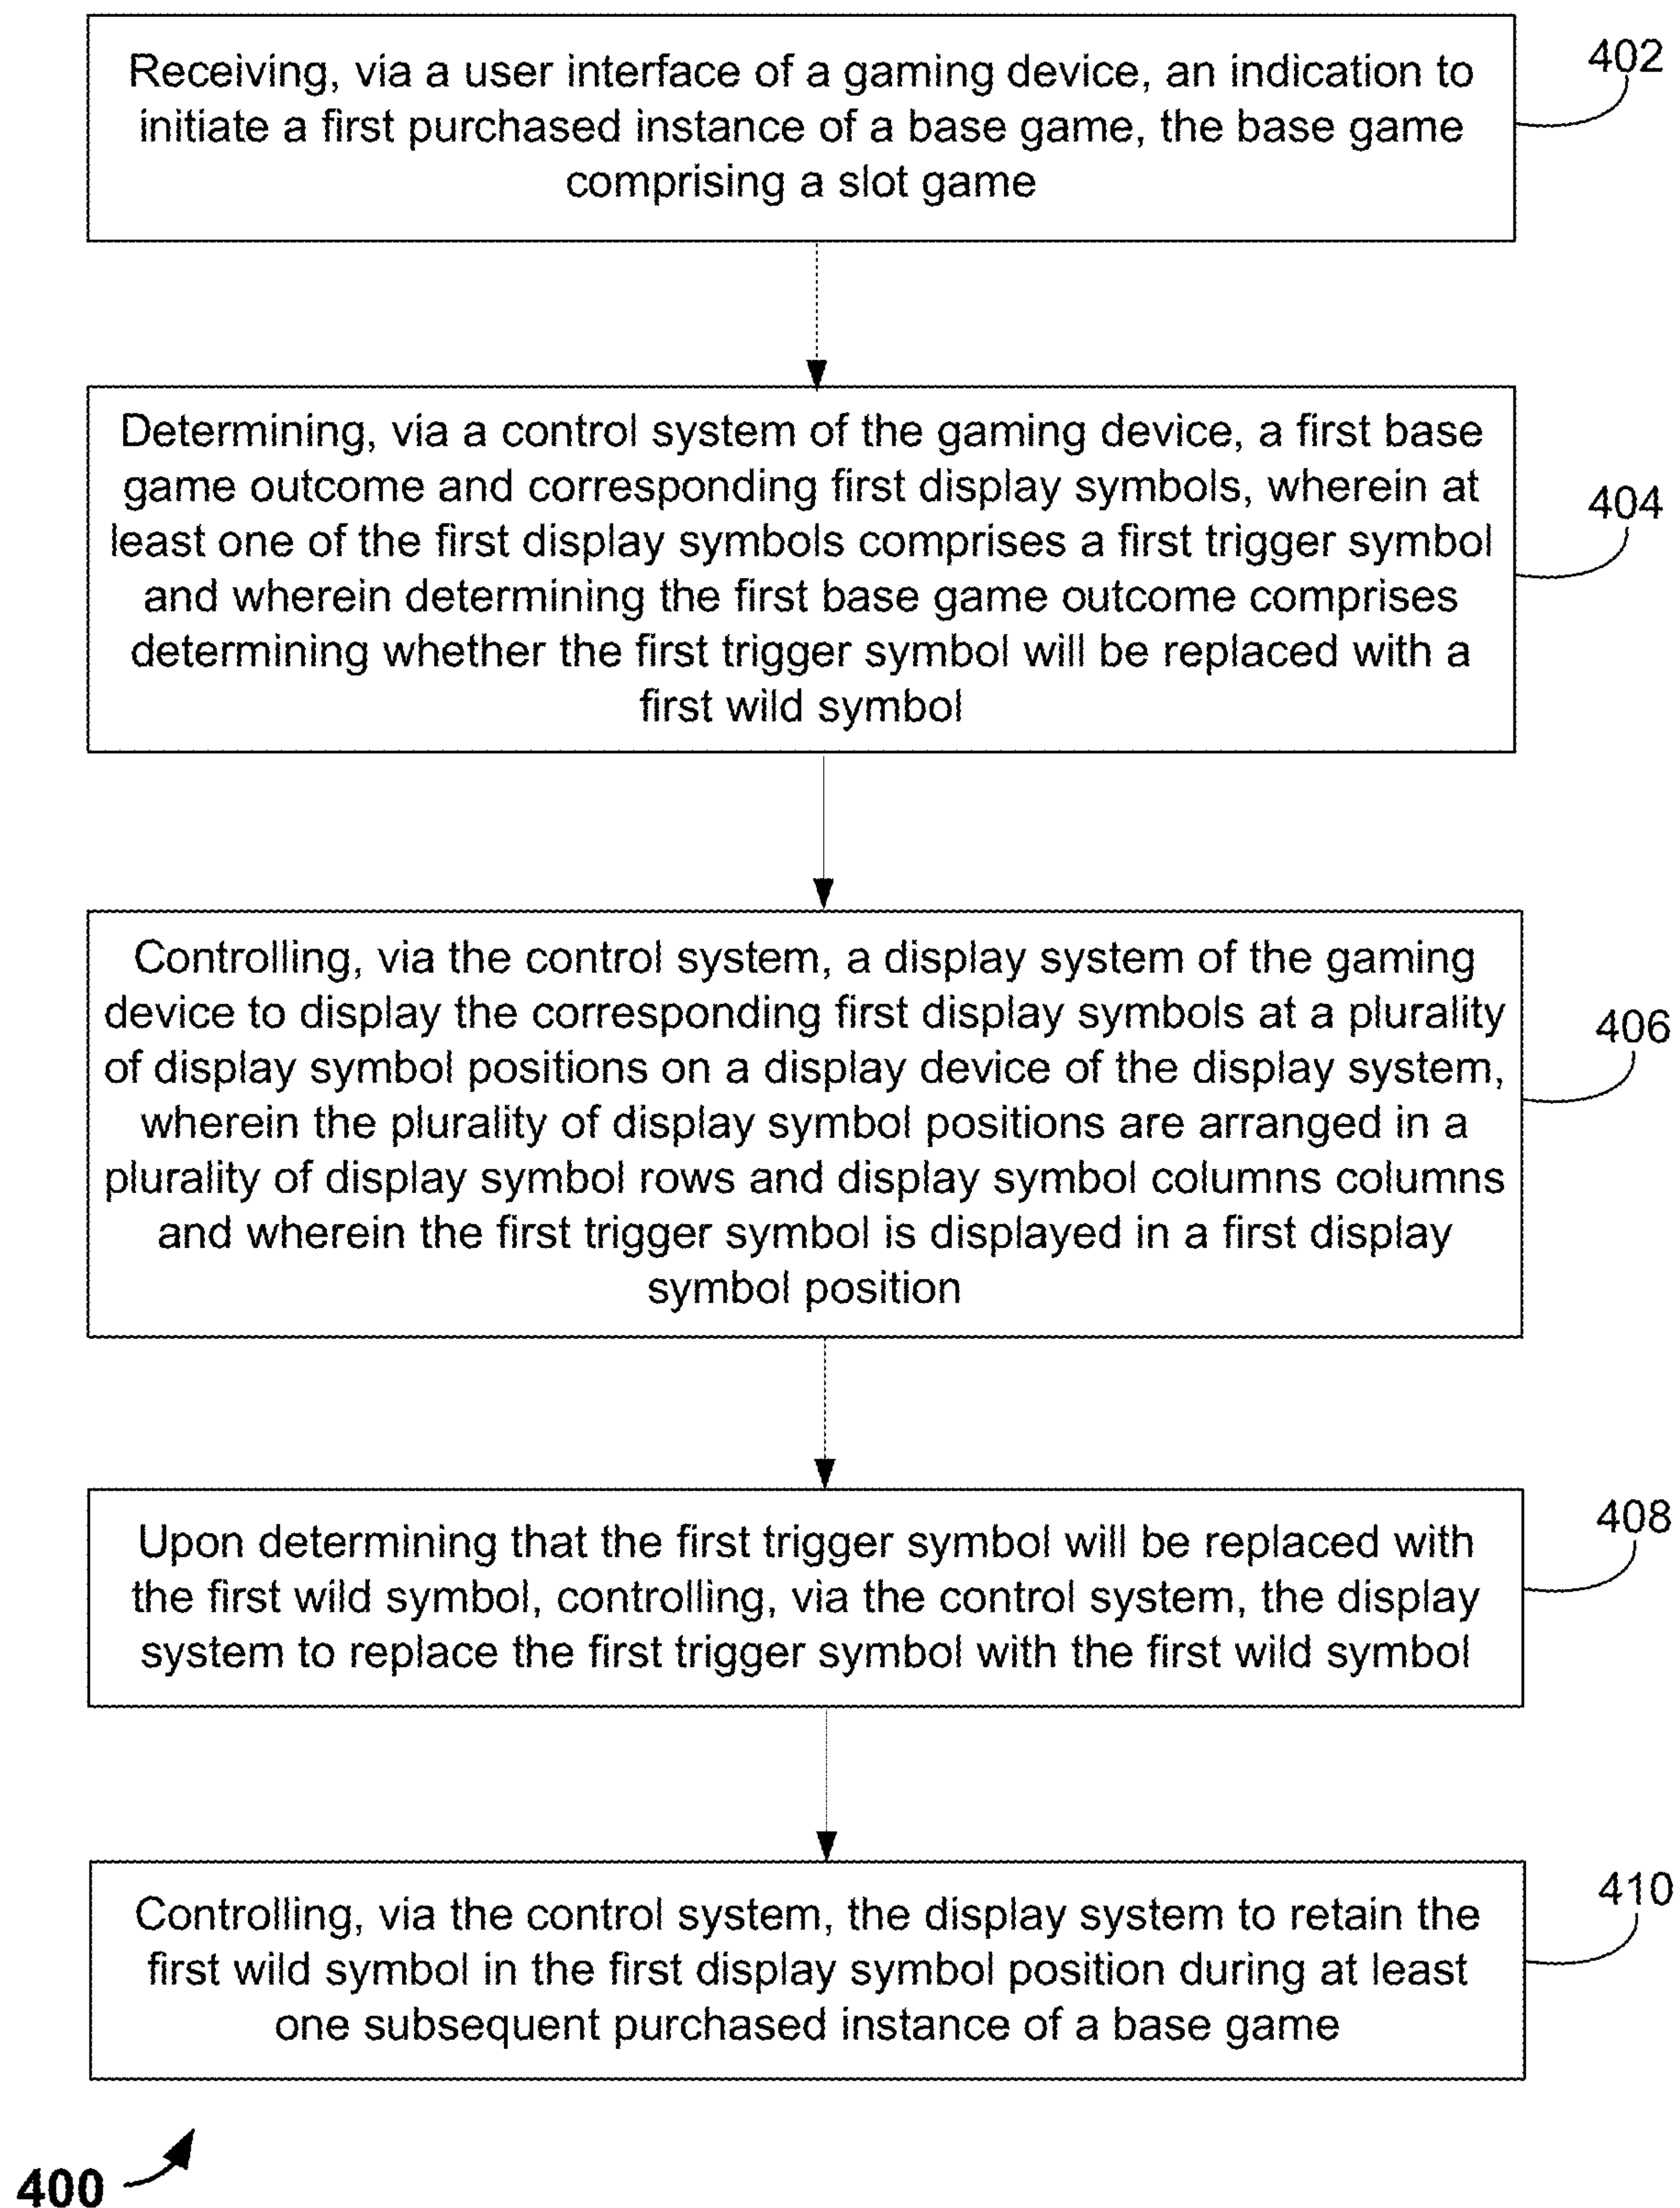 Receiving, via a user interface of a gaming device, an indication to
initiate a first purchased instance of a base game, the base game
comprising a slot game
402
Determining, via a control system of the gaming device, a first base
game outcome and corresponding first display symbols, wherein at
least one of the first display symbols comprises a first trigger symbol
and wherein determining the first base game outcome comprises
determining whether the first trigger symbol will be replaced with a
first wild symbol
404
Controlling, via the control system, a display system of the gaming
device to display the corresponding first display symbols at a plurality
of display symbol positions on a display device of the display system,
wherein the plurality of display symbol positions are arranged in a
plurality of display symbol rows and display symbol columns columns
and wherein the first trigger symbol is displayed in a first display
symbol position
406
Upon determining that the first trigger symbol will be replaced with
the first wild symbol, controlling, via the control system, the display
system to replace the first trigger symbol with the first wild symbol
408
Controlling, via the control system, the display system to retain the
first wild symbol in the first display symbol position during at least
one subsequent purchased instance of a base game
410
400